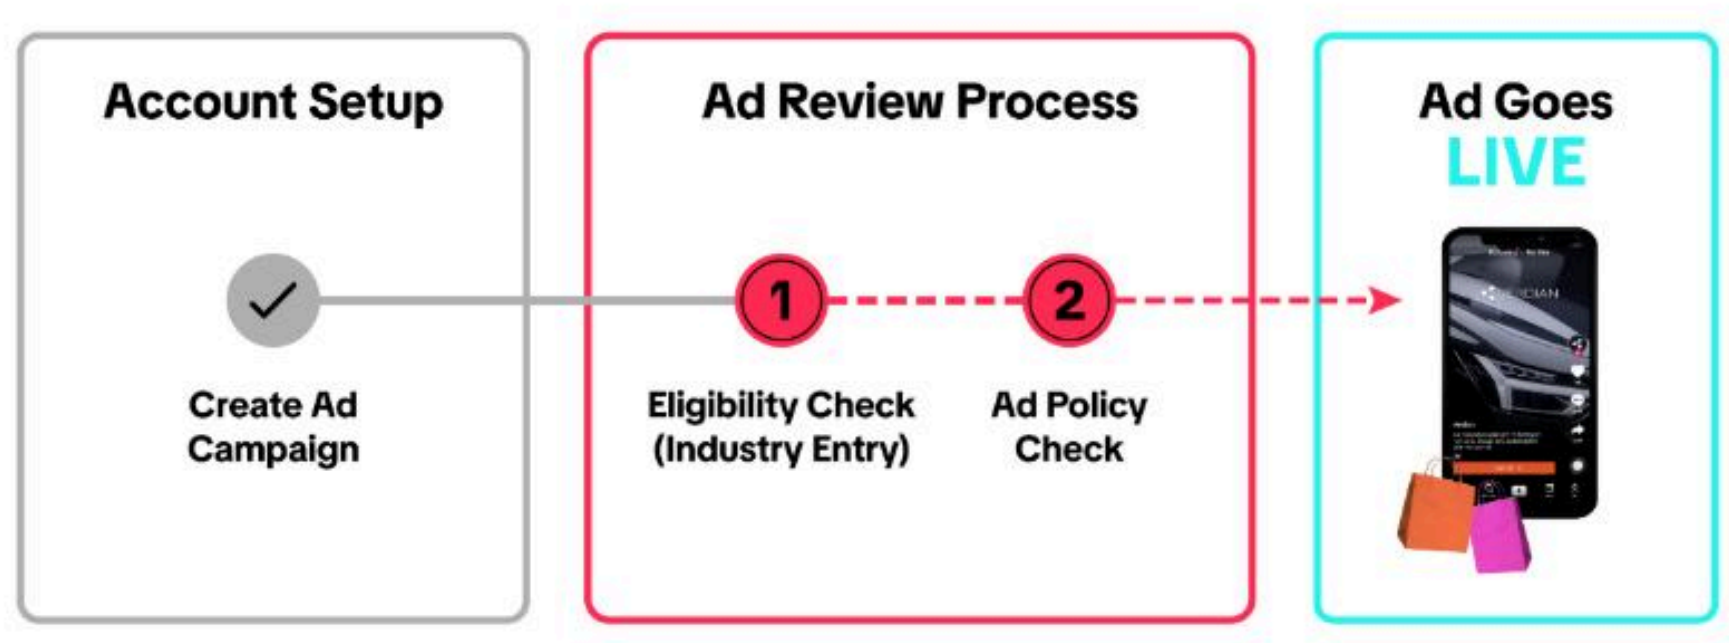 Account Setup
Ad Review Process
Ad Goes
LIVE
1
2
Create Ad
Campaign
Eligibility Check
(Industry Entry)
Ad Policy
Check